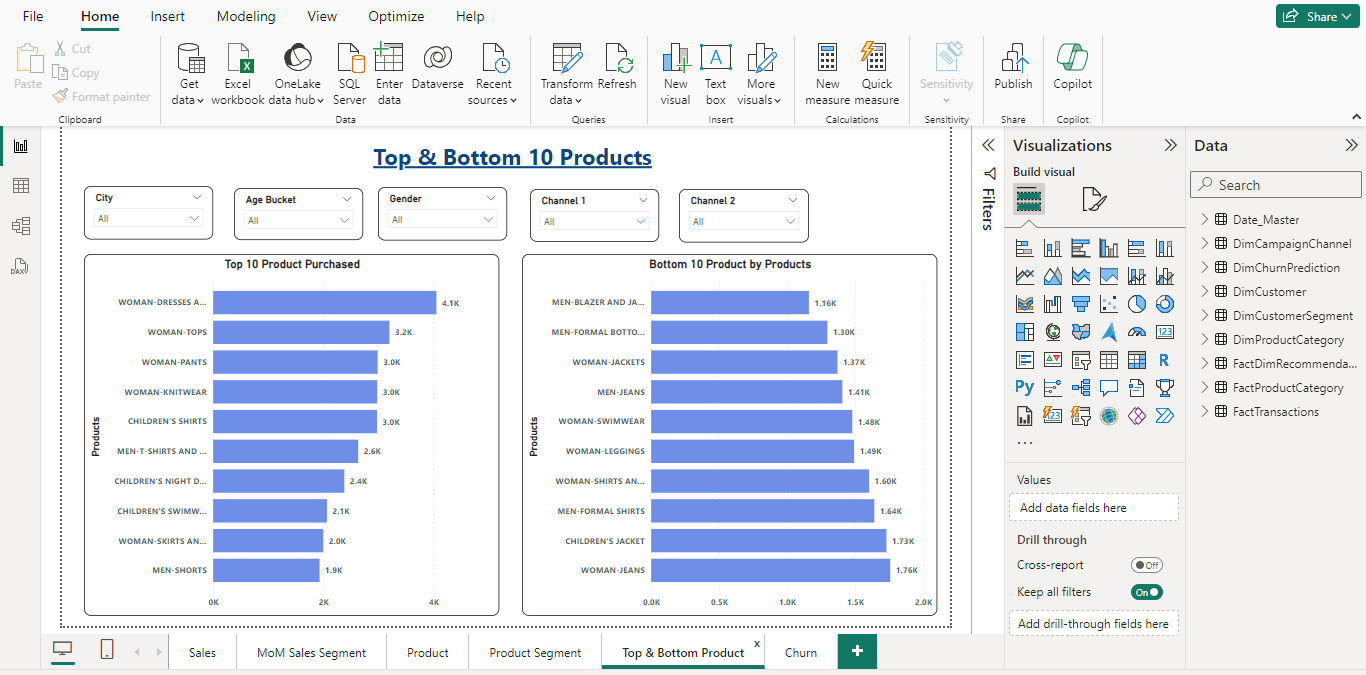 File Home Insert Modeling View Optimize Help Share
Paste
Cut
Copy
Format painter
Clipboard
Get data
Excel workbook
OneLake data hub
SQL Server
Enter data
Dataverse
Recent sources
Data
Transform data
Refresh
Queries
New visual
Text box
More visuals
Insert
New measure
Quick measure
Calculations
Sensitivity
Sensitivity
Publish
Share
Copilot
Copilot
Top & Bottom 10 Products
City
All
Age Bucket
All
Gender
All
Channel 1
All
Channel 2
All
Top 10 Product Purchased
Products
WOMAN-DRESSES A... 4.1K
WOMAN-TOPS 3.2K
WOMAN-PANTS 3.0K
WOMAN-KNITWEAR 3.0K
CHILDREN'S SHIRTS 3.0K
MEN-T-SHIRTS AND ... 2.6K
CHILDREN'S NIGHT D... 2.4K
CHILDREN'S SWIMW... 2.1K
WOMAN-SKIRTS AN... 2.0K
MEN-SHORTS 1.9K
0K 2K 4K
Bottom 10 Product by Products
Products
MEN-BLAZER AND JA... 1.16K
MEN-FORMAL BOTTO... 1.30K
WOMAN-JACKETS 1.37K
MEN-JEANS 1.41K
WOMAN-SWIMWEAR 1.48K
WOMAN-LEGGINGS 1.49K
WOMAN-SHIRTS AN... 1.60K
MEN-FORMAL SHIRTS 1.64K
CHILDREN'S JACKET 1.73K
WOMAN-JEANS 1.76K
0.0K 0.5K 1.0K 1.5K 2.0K
Filters
Visualizations
Build visual
123
R
Py
123
...
Values
Add data fields here
Drill through
Cross-report Off
Keep all filters On
Add drill-through fields here
Data
Search
Date_Master
DimCampaignChannel
DimChurnPrediction
DimCustomer
DimCustomerSegment
DimProductCategory
FactDimRecommenda...
FactProductCategory
FactTransactions
DAX
Sales MoM Sales Segment Product Product Segment Top & Bottom Product x Churn +